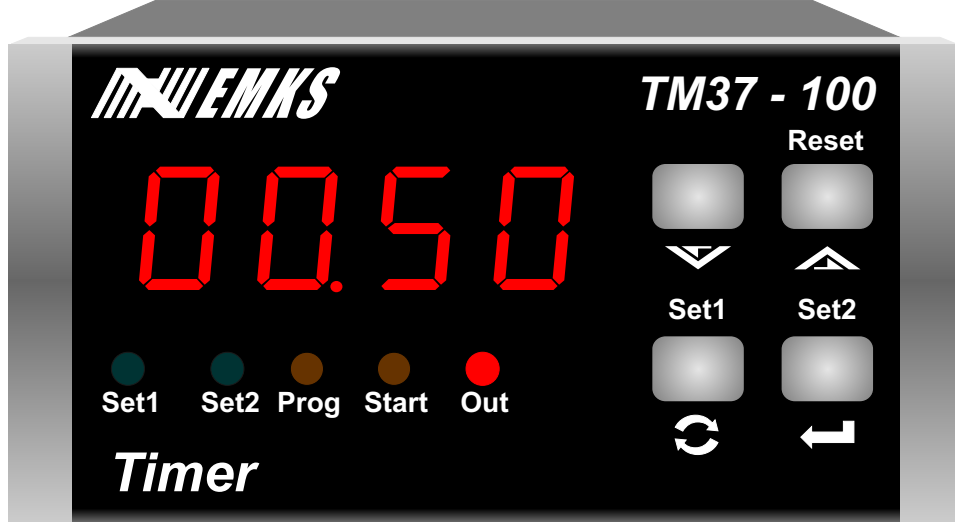 EMKS
TM37 - 100
Reset
00.50
Set1 Set2
Set1 Set2 Prog Start Out
Timer